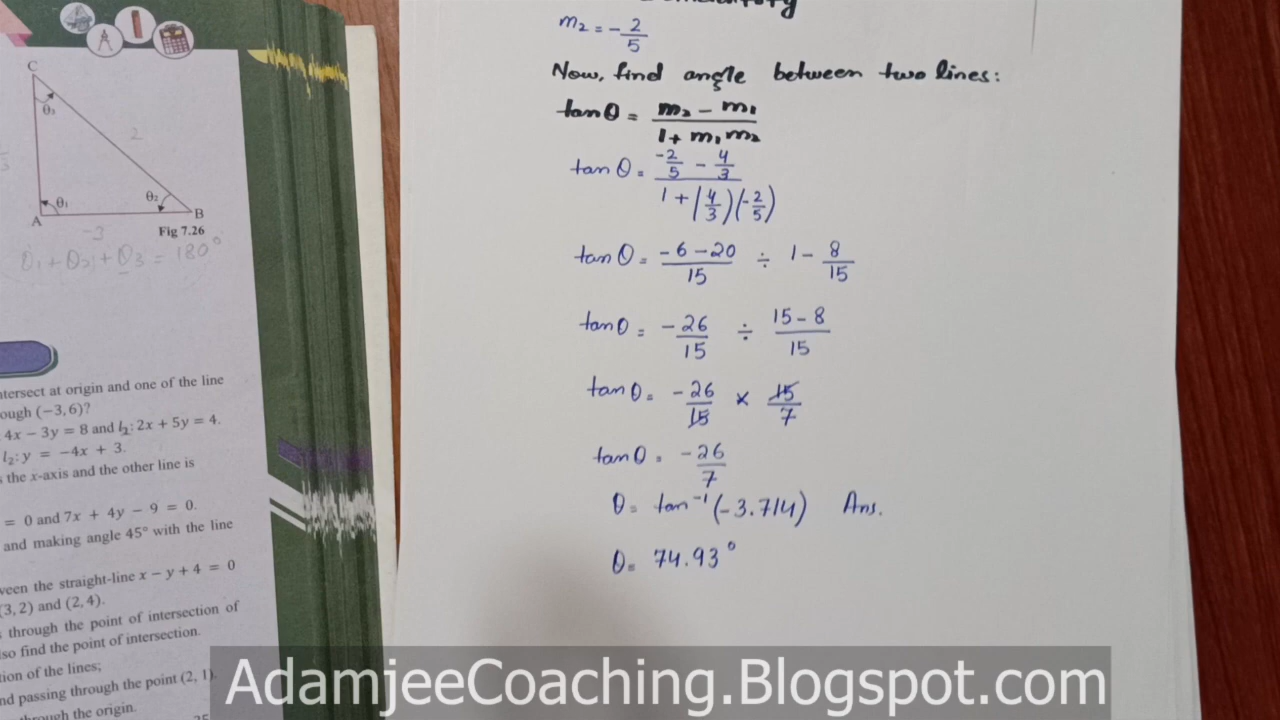 C
θ₃
2
θ₁
θ₂
A
B
-3
Fig 7.26
θ₁ + θ₂ + θ₃ = 180°
ntersect at origin and one of the line
ough (−3, 6)?
4x − 3y = 8 and l₂: 2x + 5y = 4.
l₂: y = −4x + 3.
the x-axis and the other line is
= 0 and 7x + 4y − 9 = 0.
and making angle 45° with the line
ween the straight-line x − y + 4 = 0
(3, 2) and (2, 4).
through the point of intersection of
lso find the point of intersection.
tion of the lines;
nd passing through the point (2, 1).
through the origin.
m₂ = -2/5
Now, find angle between two lines:
tanθ = (m₂ - m₁)/(1 + m₁m₂)
tanθ = (-2/5 - 4/3)/(1 + (4/3)(-2/5))
tanθ = (-6-20)/15 ÷ 1 - 8/15
tanθ = -26/15 ÷ (15-8)/15
tanθ = -26/15 × 15/7
tanθ = -26/7
θ = tan⁻¹(-3.714) Ans.
θ = 74.93°
AdamjeeCoaching.Blogspot.com